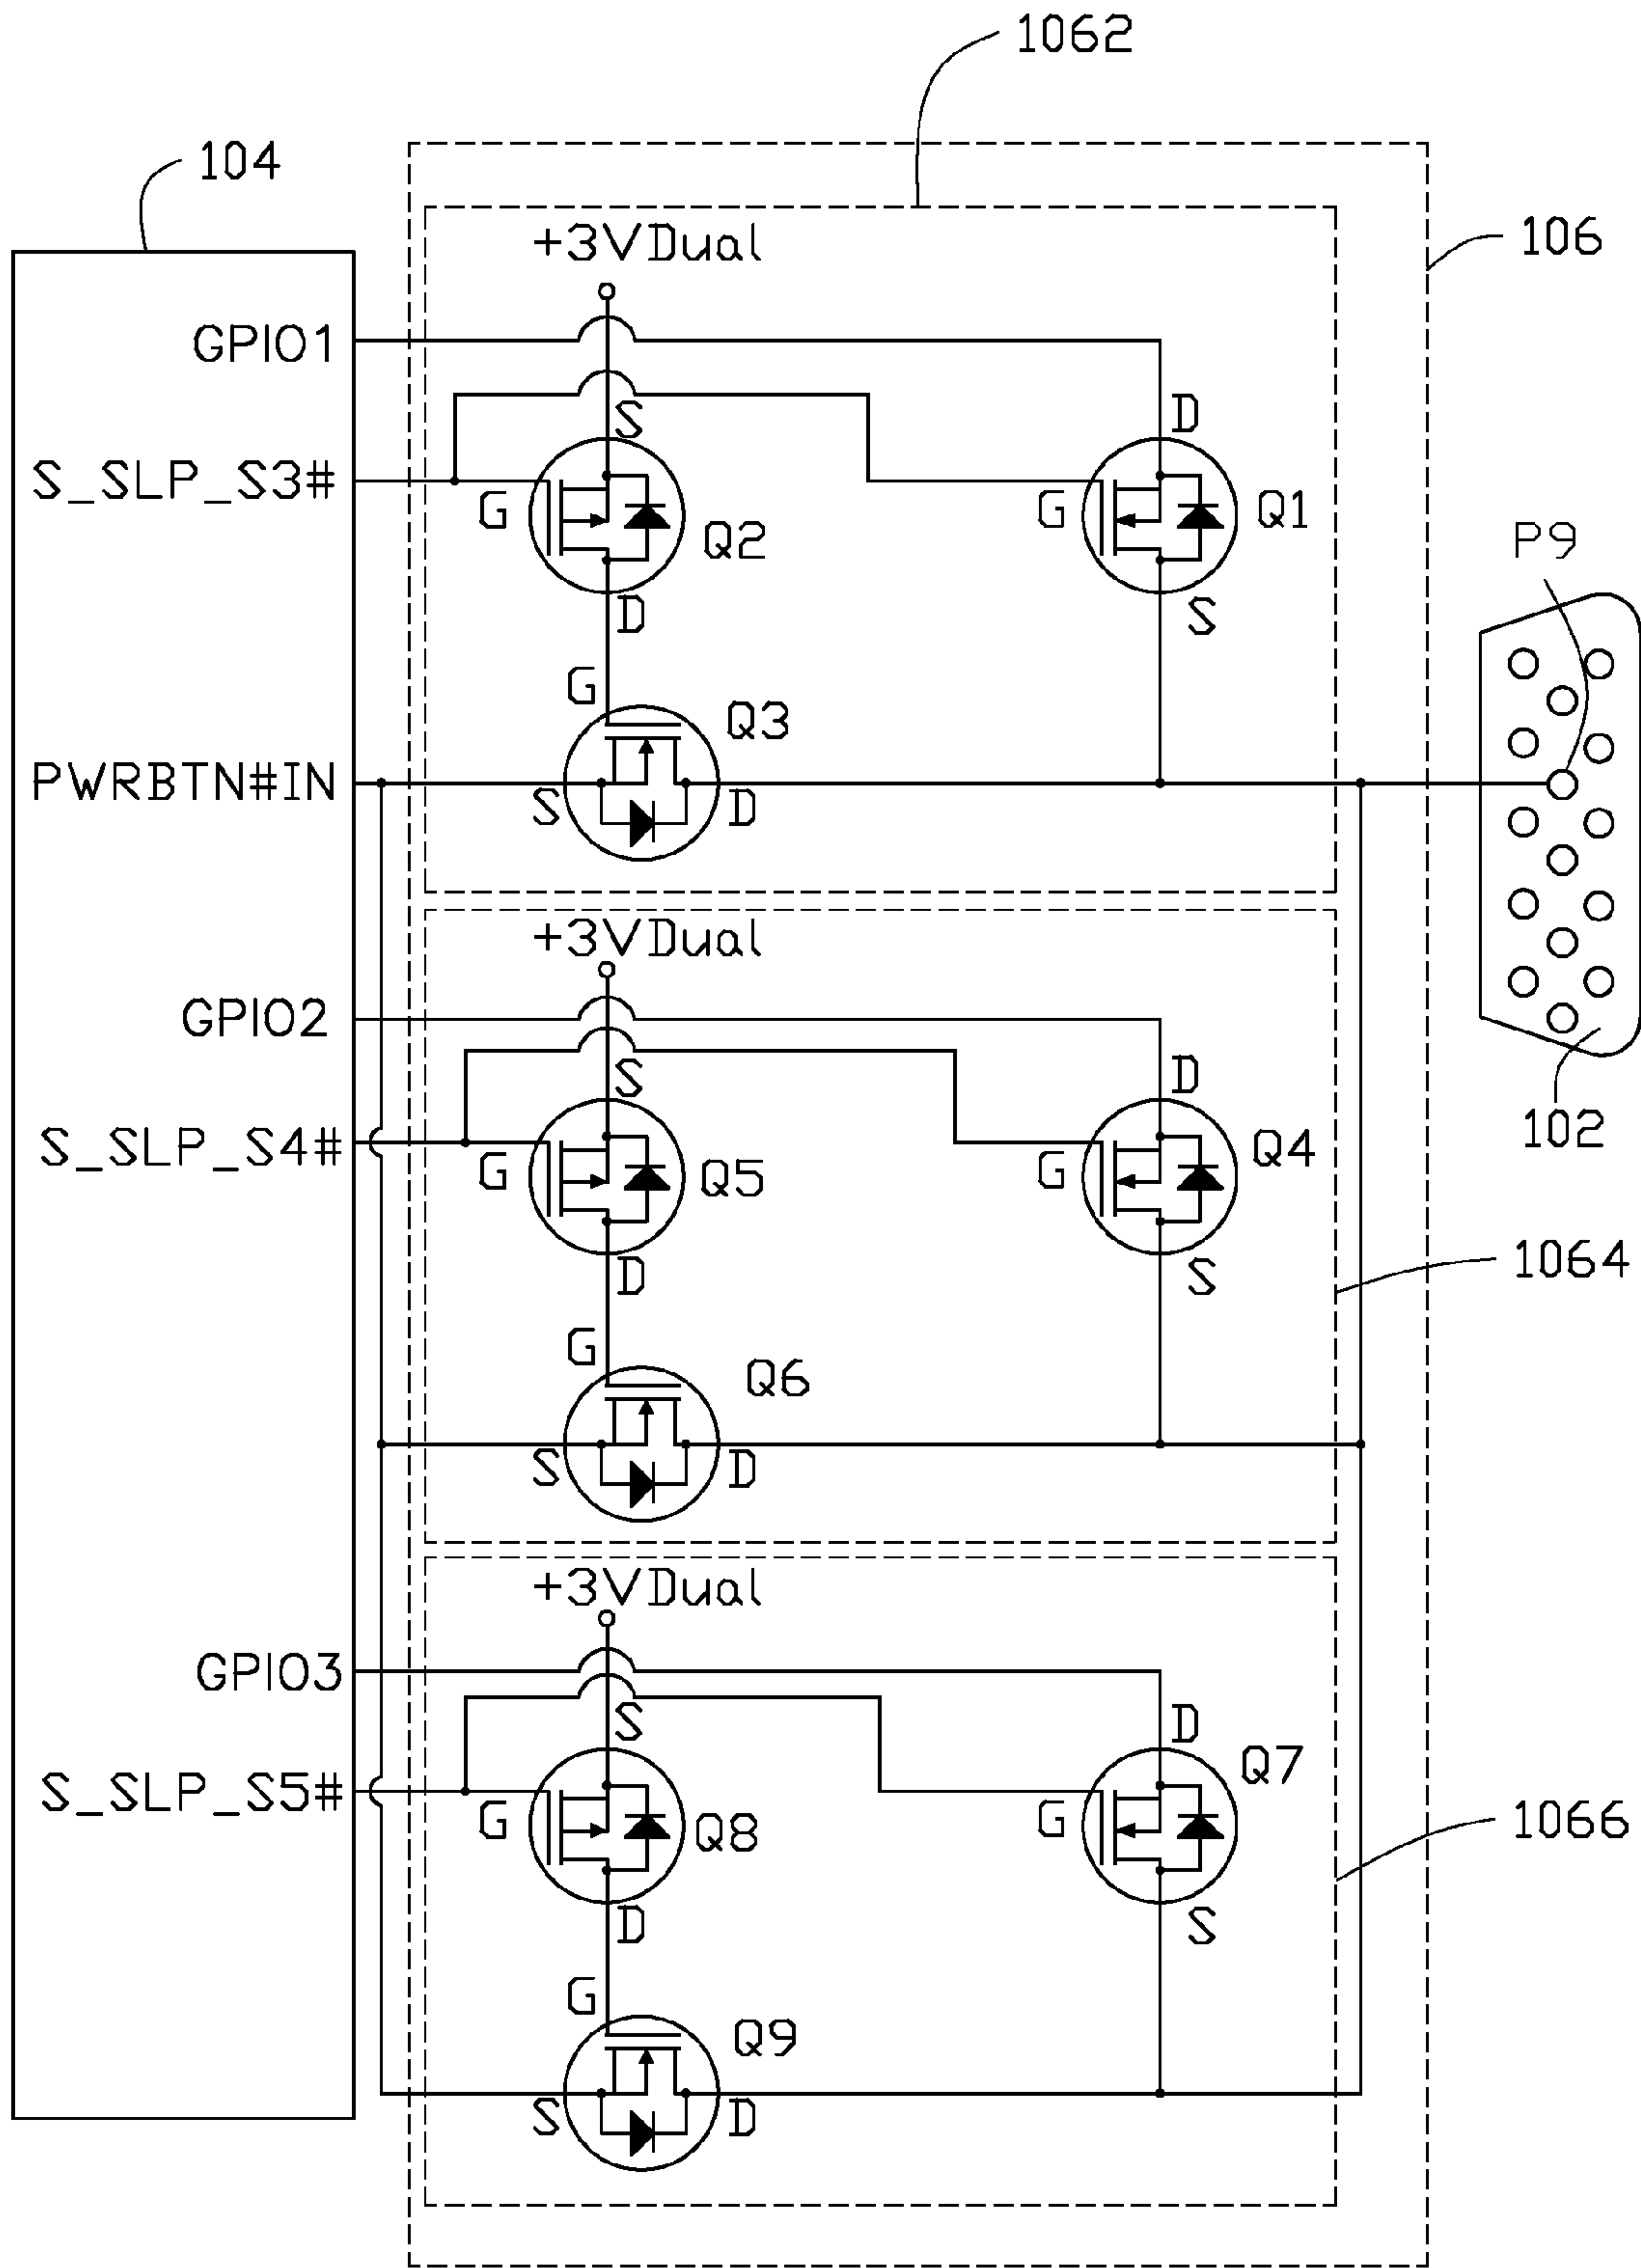 1062
104
106
+3VDual
GPIO1
S
D
S_SLP_S3#
G
Q2
G
Q1
P9
D
S
G
Q3
PWRBTN#IN
S
D
+3VDual
GPIO2
S
D
102
S_SLP_S4#
G
Q5
G
Q4
D
S
1064
G
Q6
S
D
+3VDual
GPIO3
S
D
S_SLP_S5#
G
Q8
G
Q7
1066
D
S
G
Q9
S
D